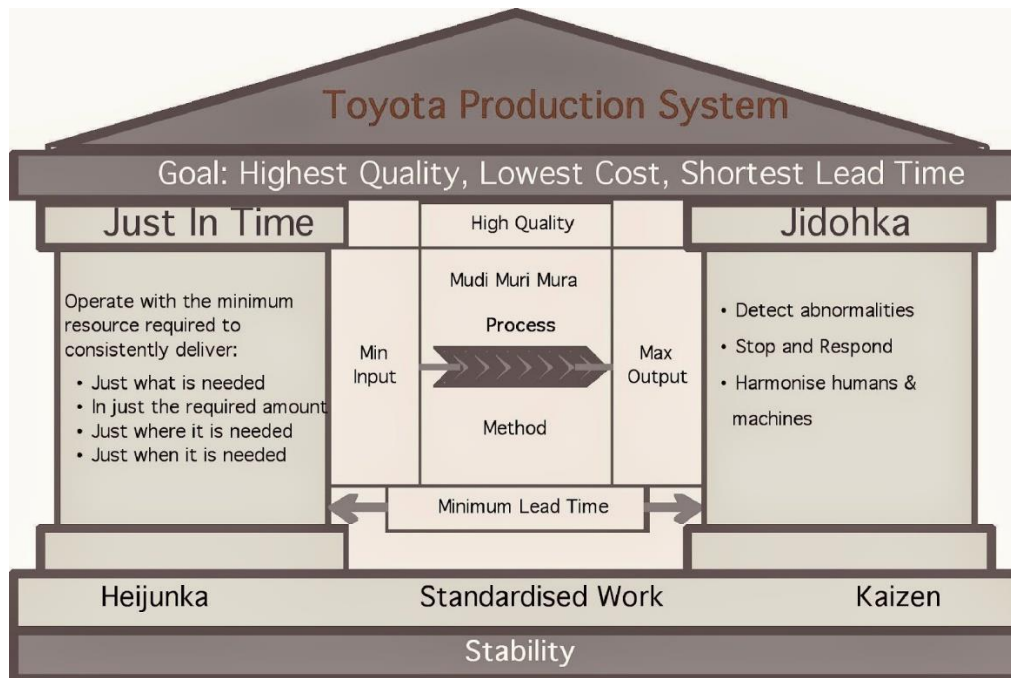 Toyota Production System
Goal: Highest Quality, Lowest Cost, Shortest Lead Time
Just In Time
Operate with the minimum
resource required to
consistently deliver:
• Just what is needed
• In just the required amount
• Just where it is needed
• Just when it is needed
Min
Input
High Quality
Mudi Muri Mura
Process
Method
Max
Output
Minimum Lead Time
Jidohka
• Detect abnormalities
• Stop and Respond
• Harmonise humans &
machines
Heijunka
Standardised Work
Kaizen
Stability